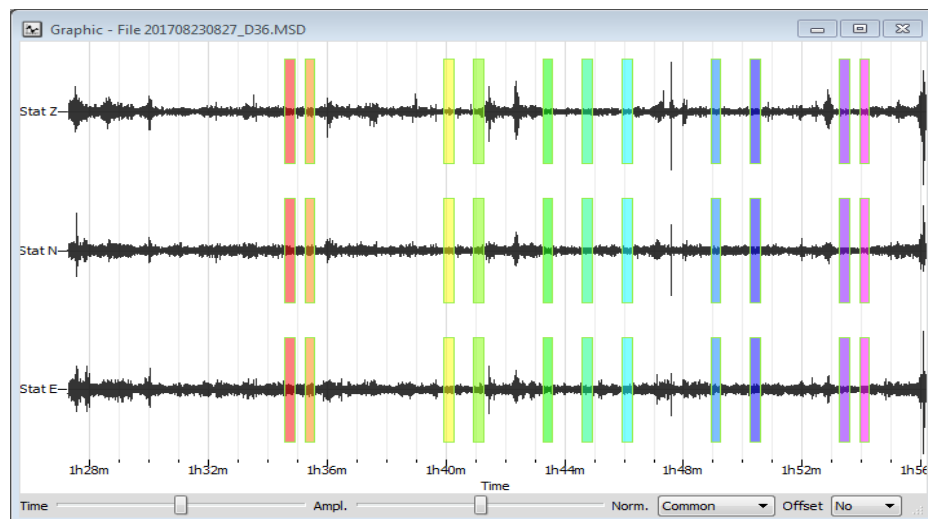 Graphic - File 201708230827_D36.MSD
Stat Z
Stat N
Stat E
1h28m 1h32m 1h36m 1h40m 1h44m 1h48m 1h52m 1h56
Time
Time Ampl. Norm. Common Offset No